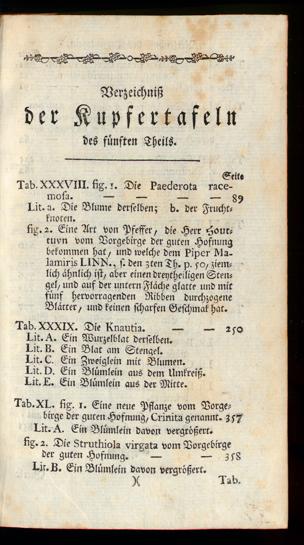 Verzeichniß
der Kupfertafeln
des fünften Theils.
Seite
Tab. XXXVIII. fig. 1. Die Paederota race-
mosa. — — — — 89
Lit. a. Die Blume derselben; b. der Frucht-
knoten.
fig. 2. Eine Art von Pfeffer, die Herr Hout-
tuyn vom Vorgebirge der guten Hofnung
bekommen hat, und welche dem Piper Ma-
lamiris LINN., s. den 3ten Th. p. 50, ziem-
lich ähnlich ist, aber einen dreytheiligen Sten-
gel, und auf der untern Fläche glatte und mit
fünf hervorragenden Ribben durchzogene
Blätter, und keinen scharfen Geschmak hat.
Tab. XXXIX. Die Knautia. — — 250
Lit. A. Ein Wurzelblat derselben.
Lit. B. Ein Blat am Stengel.
Lit. C. Ein Zweiglein mit Blumen.
Lit. D. Ein Blümlein aus dem Umkreiß.
Lit. E. Ein Blümlein aus der Mitte.
Tab. XL. fig. 1. Eine neue Pflanze vom Vorge-
birge der guten Hofnung, Crinita genannt. 357
Lit. A. Ein Blümlein davon vergrößert.
fig. 2. Die Struthiola virgata vom Vorgebirge
der guten Hofnung. — — 358
Lit. B. Ein Blümlein davon vergrößert.
)( Tab.